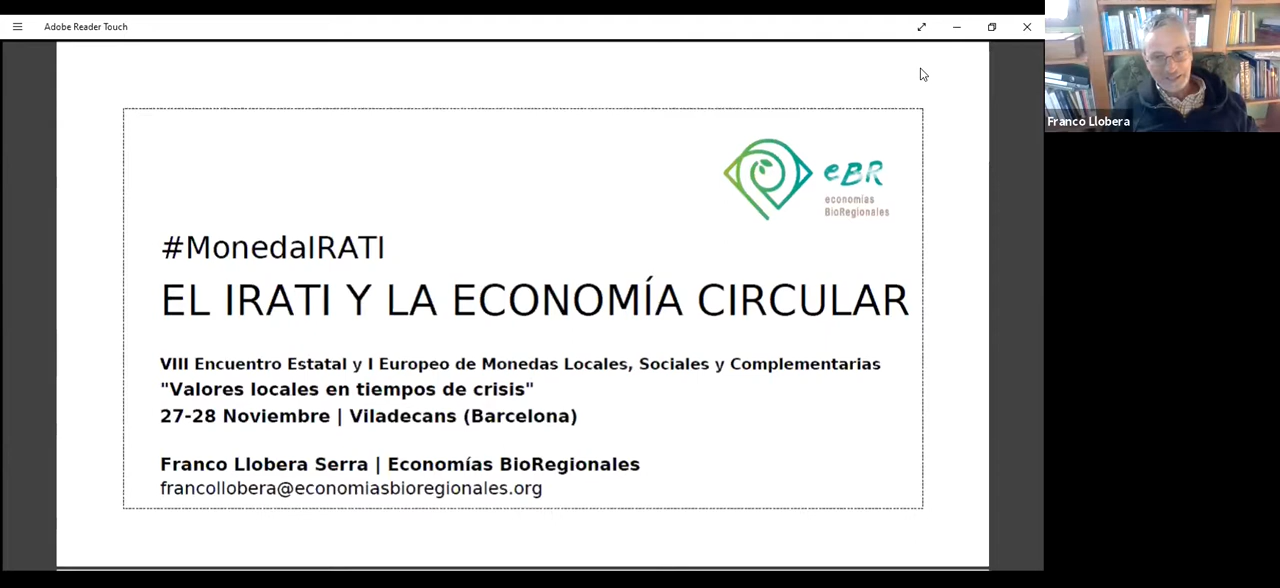 Adobe Reader Touch
Franco Llobera
eBR
economías
BioRegionales
#MonedaIRATI
EL IRATI Y LA ECONOMÍA CIRCULAR
VIII Encuentro Estatal y I Europeo de Monedas Locales, Sociales y Complementarias
"Valores locales en tiempos de crisis"
27-28 Noviembre | Viladecans (Barcelona)
Franco Llobera Serra | Economías BioRegionales
francollobera@economiasbioregionales.org